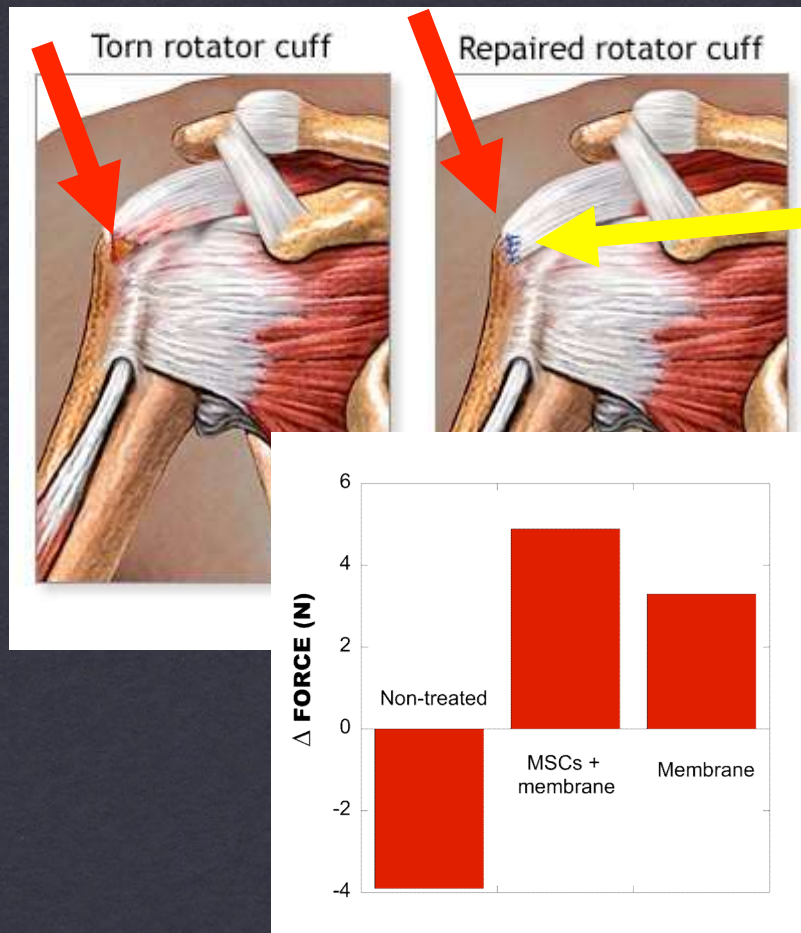 Torn rotator cuff
Repaired rotator cuff
6
4
2
0
-2
-4
Δ FORCE (N)
Non-treated
MSCs +
membrane
Membrane